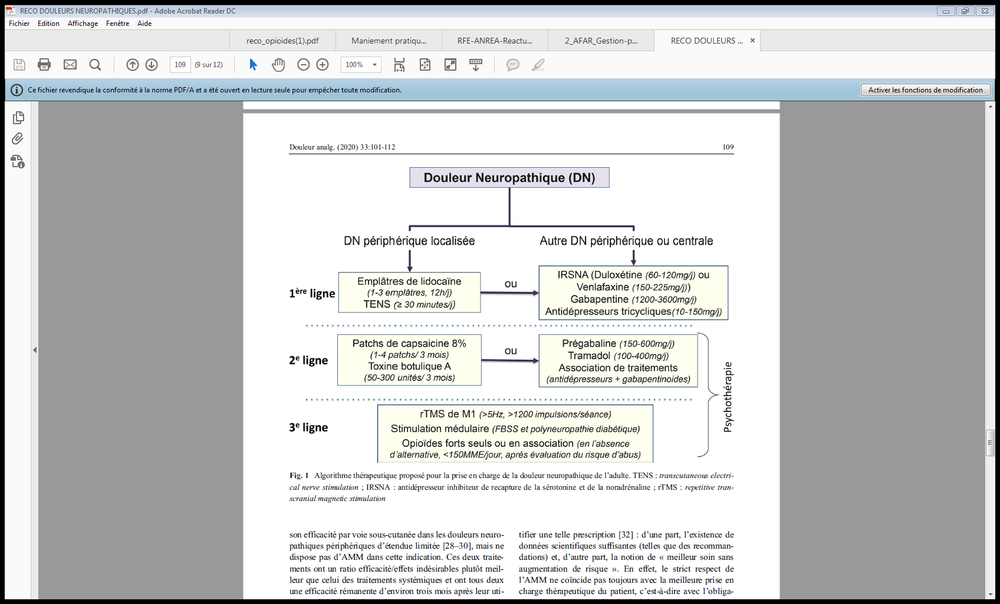 RECO DOULEURS NEUROPATHIQUES.pdf - Adobe Acrobat Reader DC
Fichier Edition Affichage Fenêtre Aide
reco_opioides(1).pdf
Maniement pratiqu...
RFE-ANREA-Reactu...
2_AFAR_Gestion-p...
RECO DOULEURS ...
109 (9 sur 12)
100%
Ce fichier revendique la conformité à la norme PDF/A et a été ouvert en lecture seule pour empêcher toute modification.
Activer les fonctions de modification
Douleur analg. (2020) 33:101-112
109
Douleur Neuropathique (DN)
DN périphérique localisée
Autre DN périphérique ou centrale
1ère ligne
Emplâtres de lidocaïne
(1-3 emplâtres, 12h/j)
TENS (≥ 30 minutes/j)
ou
IRSNA (Duloxétine (60-120mg/j) ou
Venlafaxine (150-225mg/j))
Gabapentine (1200-3600mg/j)
Antidépresseurs tricycliques(10-150mg/j)
2e ligne
Patchs de capsaicine 8%
(1-4 patchs/ 3 mois)
Toxine botulique A
(50-300 unités/ 3 mois)
ou
Prégabaline (150-600mg/j)
Tramadol (100-400mg/j)
Association de traitements
(antidépresseurs + gabapentinoides)
Psychothérapie
3e ligne
rTMS de M1 (>5Hz, >1200 impulsions/séance)
Stimulation médulaire (FBSS et polyneuropathie diabétique)
Opioïdes forts seuls ou en association (en l'absence
d'alternative, <150MME/jour, après évaluation du risque d'abus)
Fig. 1 Algorithme thérapeutique proposé pour la prise en charge de la douleur neuropathique de l'adulte. TENS : transcutaneous electri-
cal nerve stimulation ; IRSNA : antidépresseur inhibiteur de recapture de la sérotonine et de la noradrénaline ; rTMS : repetitive tran-
scranial magnetic stimulation
son efficacité par voie sous-cutanée dans les douleurs neuro-
pathiques périphériques d'étendue limitée [28–30], mais ne
dispose pas d'AMM dans cette indication. Ces deux traite-
ments ont un ratio efficacité/effets indésirables plutôt meil-
leur que celui des traitements systémiques et ont tous deux
une efficacité rémanente d'environ trois mois après leur uti-
tifier une telle prescription [32] : d'une part, l'existence de
données scientifiques suffisantes (telles que des recomman-
dations) et, d'autre part, la notion de « meilleur soin sans
augmentation de risque ». En effet, le strict respect de
l'AMM ne coïncide pas toujours avec la meilleure prise en
charge thérapeutique du patient, c'est-à-dire avec l'obliga-